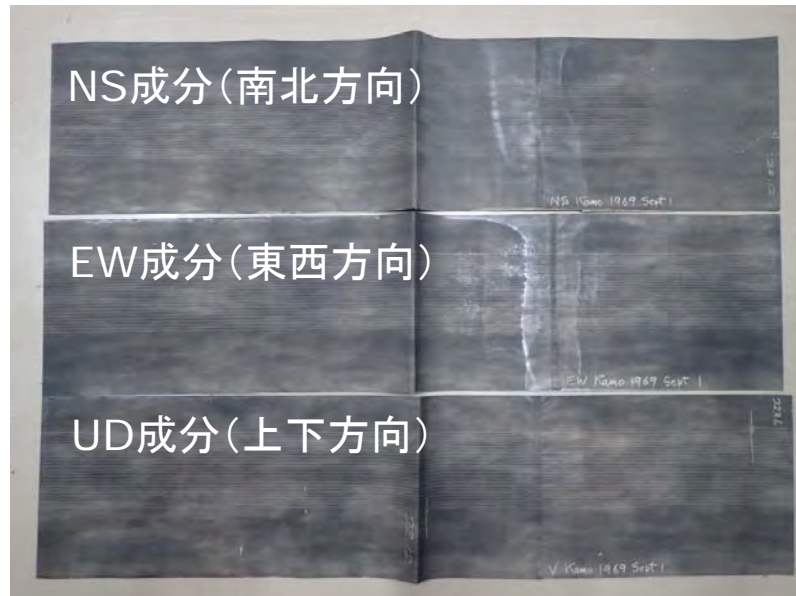 NS成分（南北方向）
NS Kamo 1969 Sept 1
EW成分（東西方向）
EW Kamo 1969 Sept 1
UD成分（上下方向）
V Kamo 1969 Sept 1